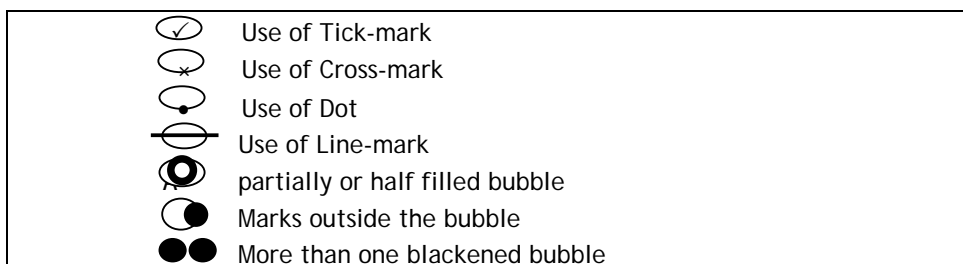 Use of Tick-mark
Use of Cross-mark
Use of Dot
Use of Line-mark
partially or half filled bubble
Marks outside the bubble
More than one blackened bubble